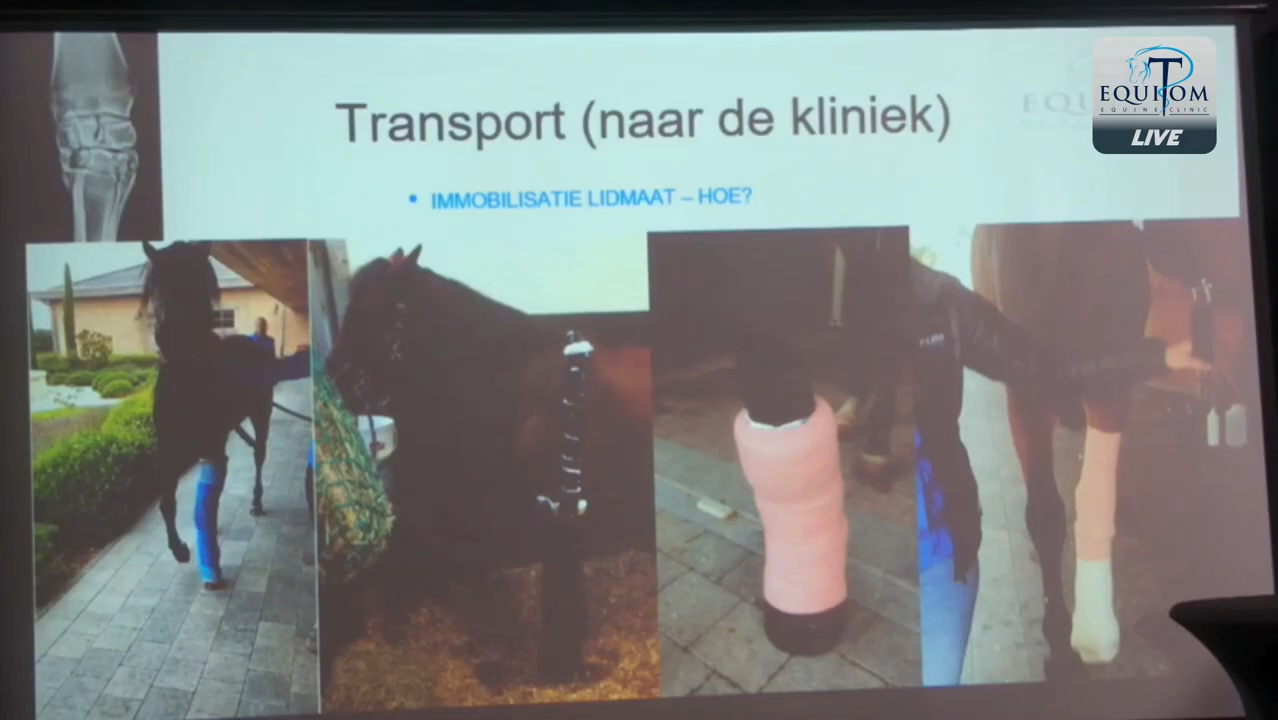 Transport (naar de kliniek)
EQUITOM
EQUINE CLINIC
LIVE
• IMMOBILISATIE LIDMAAT – HOE?